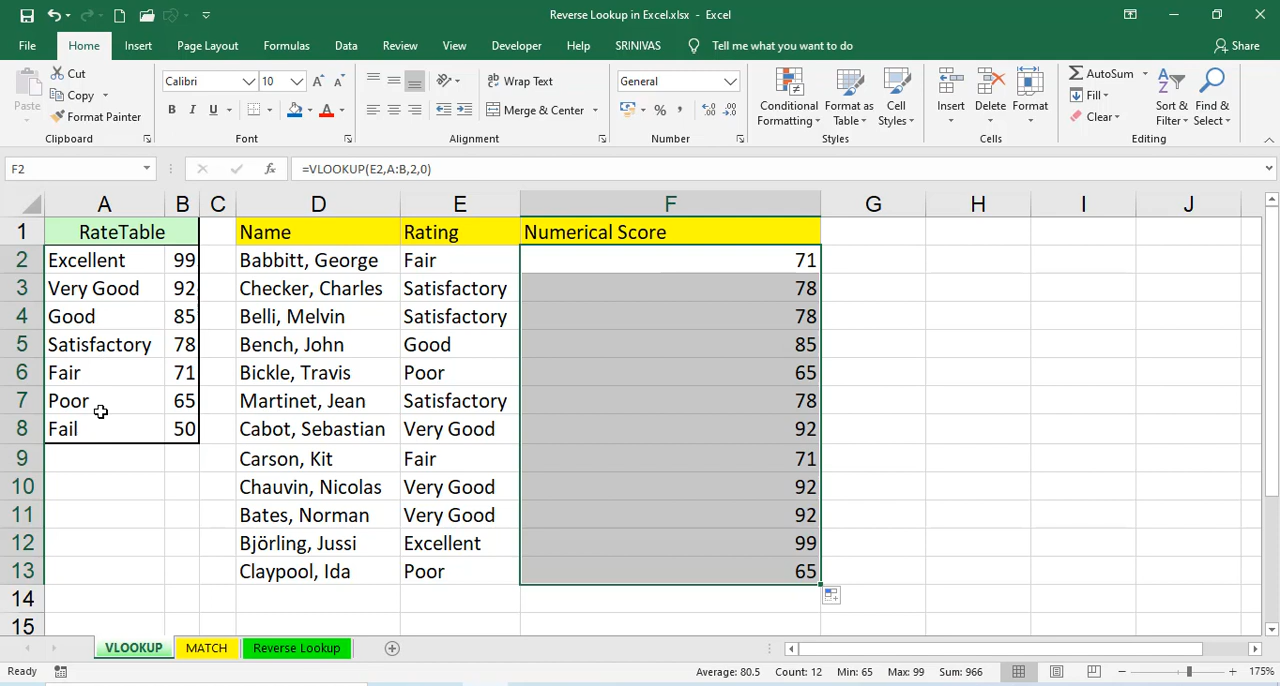 Reverse Lookup in Excel.xlsx - Excel
File Home Insert Page Layout Formulas Data Review View Developer Help SRINIVAS Tell me what you want to do Share
Paste
Cut
Copy
Format Painter
Clipboard
Calibri 10
B I U
Font
Wrap Text
Merge & Center
Alignment
General
Number
Conditional Formatting
Format as Table
Cell Styles
Styles
Insert
Delete
Format
Cells
AutoSum
Fill
Clear
Sort & Filter
Find & Select
Editing
F2 fx =VLOOKUP(E2,A:B,2,0)
A B C D E F G H I J
1 RateTable Name Rating Numerical Score
2 Excellent 99 Babbitt, George Fair 71
3 Very Good 92 Checker, Charles Satisfactory 78
4 Good 85 Belli, Melvin Satisfactory 78
5 Satisfactory 78 Bench, John Good 85
6 Fair 71 Bickle, Travis Poor 65
7 Poor 65 Martinet, Jean Satisfactory 78
8 Fail 50 Cabot, Sebastian Very Good 92
9 Carson, Kit Fair 71
10 Chauvin, Nicolas Very Good 92
11 Bates, Norman Very Good 92
12 Björling, Jussi Excellent 99
13 Claypool, Ida Poor 65
14
15
VLOOKUP MATCH Reverse Lookup
Ready Average: 80.5 Count: 12 Min: 65 Max: 99 Sum: 966 175%